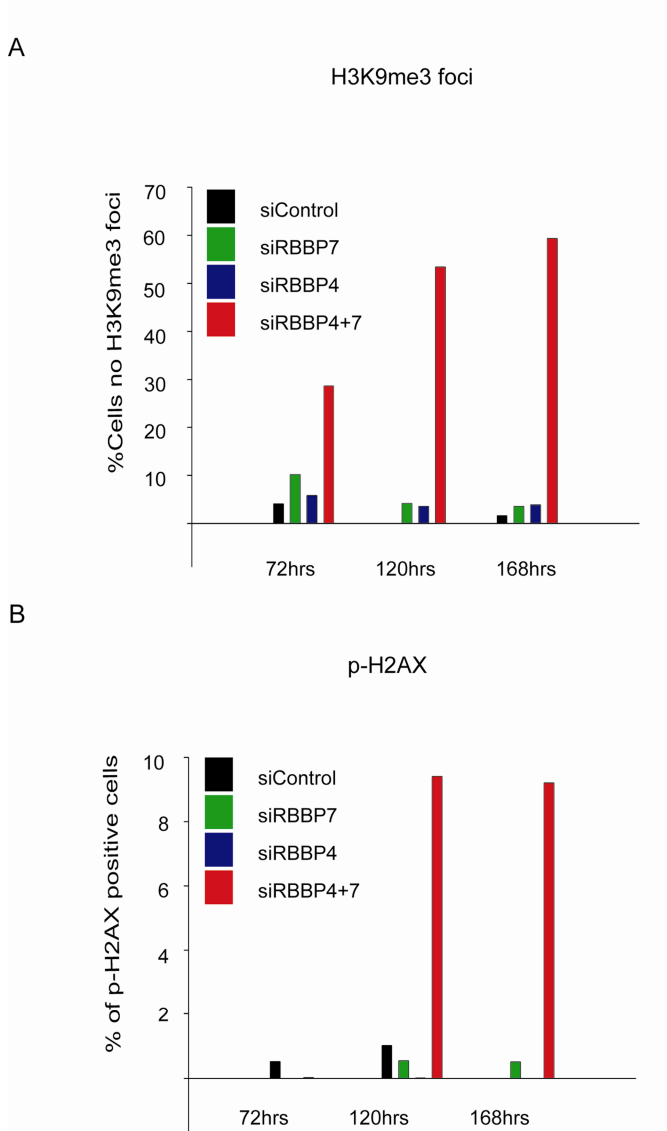 A
H3K9me3 foci
%Cells no H3K9me3 foci
70
60
50
40
30
20
10
siControl
siRBBP7
siRBBP4
siRBBP4+7
72hrs 120hrs 168hrs
B
p-H2AX
% of p-H2AX positive cells
10
8
6
4
2
siControl
siRBBP7
siRBBP4
siRBBP4+7
72hrs 120hrs 168hrs